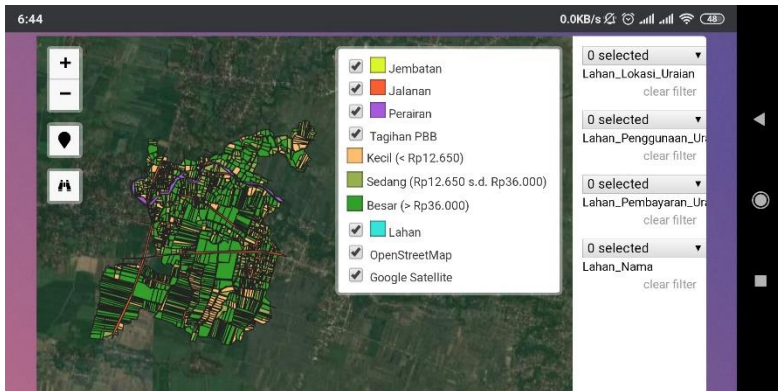 6:44
0.0KB/s
48
+
−
Jembatan
Jalanan
Perairan
Tagihan PBB
Kecil (< Rp12.650)
Sedang (Rp12.650 s.d. Rp36.000)
Besar (> Rp36.000)
Lahan
OpenStreetMap
Google Satellite
0 selected
Lahan_Lokasi_Uraian
clear filter
0 selected
Lahan_Penggunaan_Ura
clear filter
0 selected
Lahan_Pembayaran_Ura
clear filter
0 selected
Lahan_Nama
clear filter